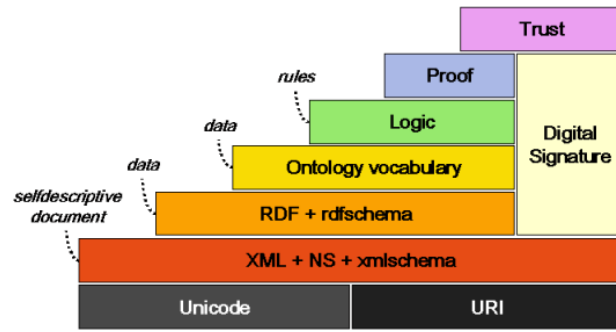 Trust
Proof
rules
Logic
Digital
Signature
data
Ontology vocabulary
data
RDF + rdfschema
selfdescriptive
document
XML + NS + xmlschema
Unicode
URI